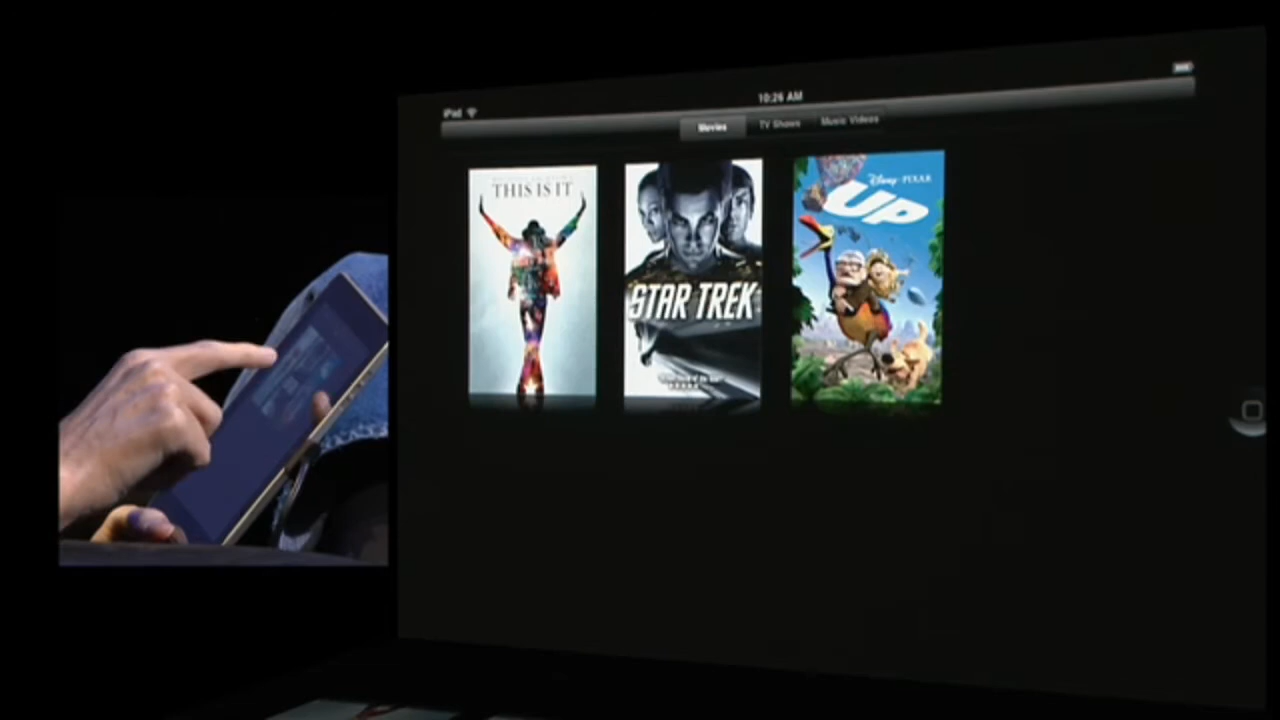 iPad
10:26 AM
Movies
TV Shows
Music Videos
THIS IS IT
STAR TREK
Disney·PIXAR
UP